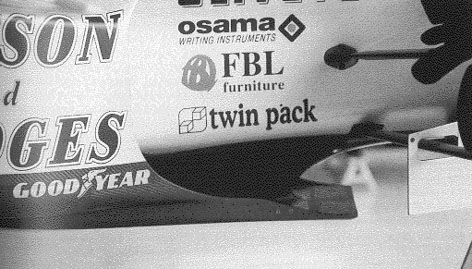 SON
d
GES
GOODYEAR
osama
WRITING INSTRUMENTS
FBL
furniture
twin pack